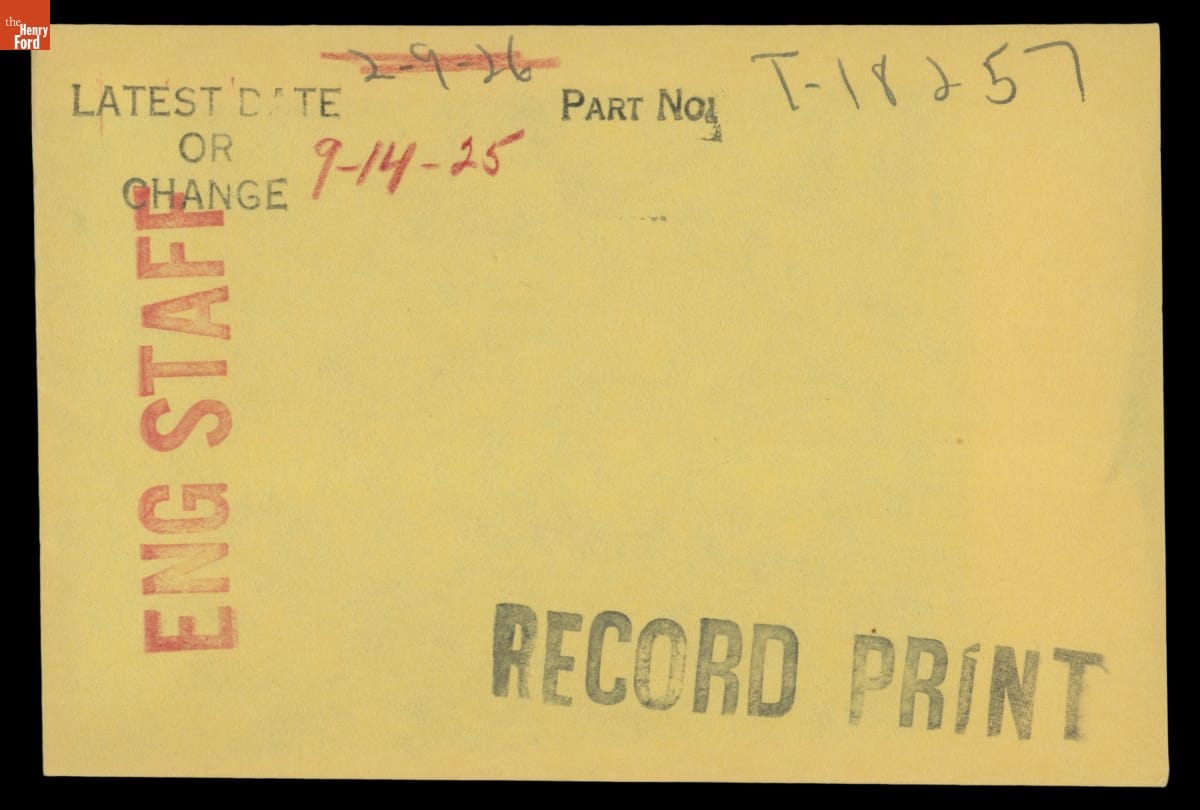 the Henry Ford
2-9-26
LATEST DATE
OR
CHANGE
9-14-25
PART NO.
T-18257
ENG STAFF
RECORD PRINT